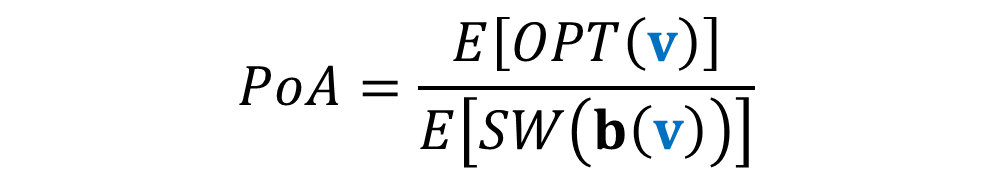 PoA = E[OPT(v)] / E[SW(b(v))]